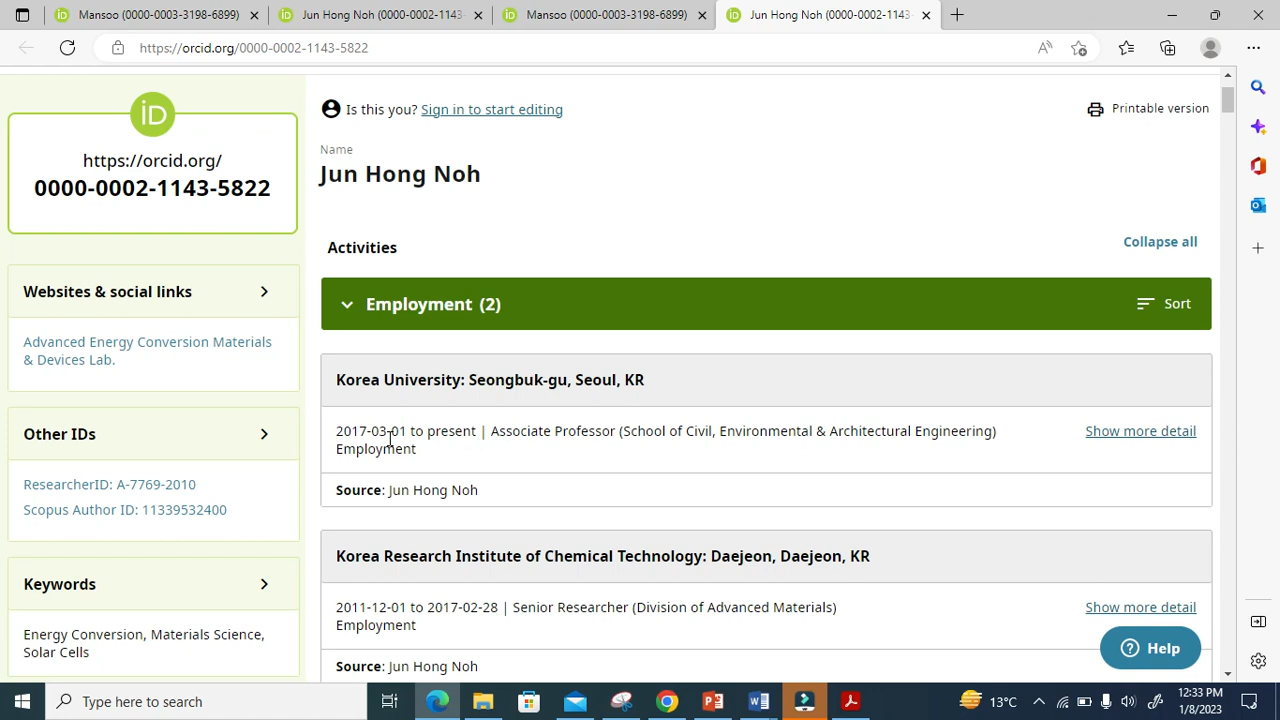 Mansoo (0000-0003-3198-6899)
Jun Hong Noh (0000-0002-1143-
Mansoo (0000-0003-3198-6899)
Jun Hong Noh (0000-0002-1143-
https://orcid.org/0000-0002-1143-5822
iD
https://orcid.org/
0000-0002-1143-5822
Websites & social links
Advanced Energy Conversion Materials
& Devices Lab.
Other IDs
ResearcherID: A-7769-2010
Scopus Author ID: 11339532400
Keywords
Energy Conversion, Materials Science,
Solar Cells
Is this you? Sign in to start editing
Printable version
Name
Jun Hong Noh
Activities
Collapse all
Employment (2)
Sort
Korea University: Seongbuk-gu, Seoul, KR
2017-03-01 to present | Associate Professor (School of Civil, Environmental & Architectural Engineering)
Show more detail
Employment
Source: Jun Hong Noh
Korea Research Institute of Chemical Technology: Daejeon, Daejeon, KR
2011-12-01 to 2017-02-28 | Senior Researcher (Division of Advanced Materials)
Show more detail
Employment
Source: Jun Hong Noh
Help
Type here to search
13°C
12:33 PM
1/8/2023